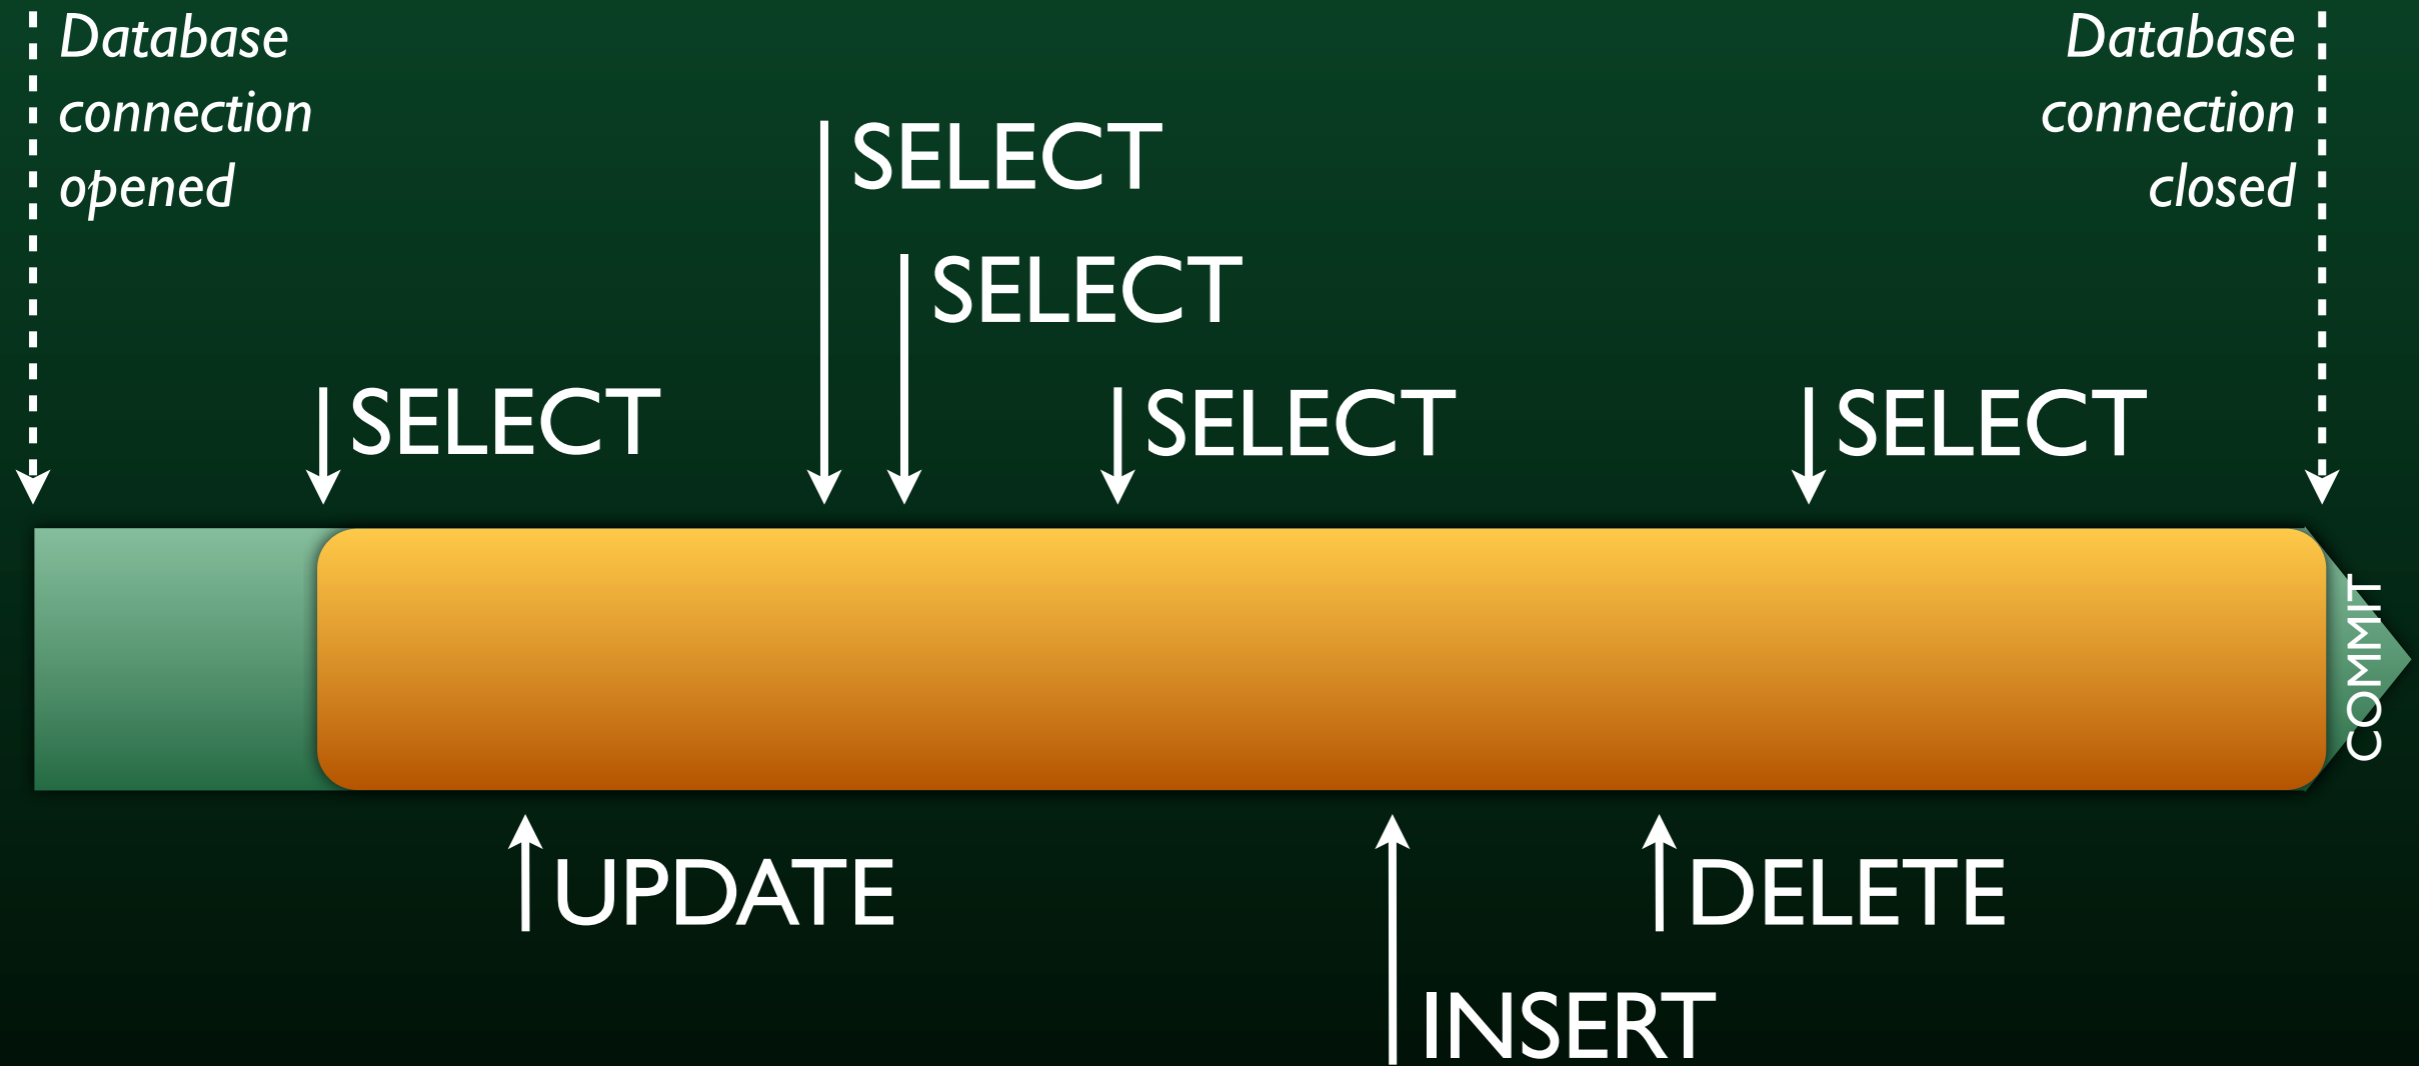 Database
connection
opened
Database
connection
closed
SELECT
SELECT
SELECT
SELECT
SELECT
COMMIT
UPDATE
DELETE
INSERT